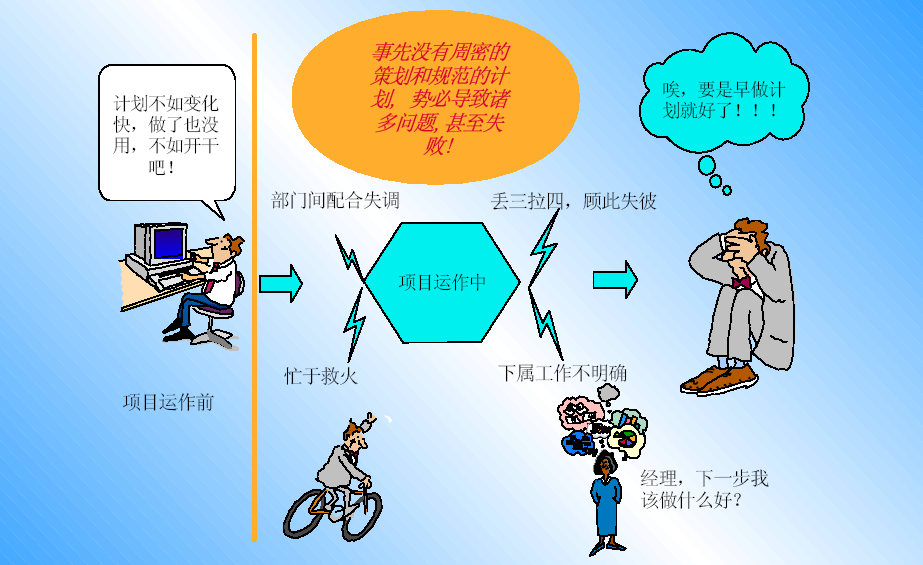 事先没有周密的
策划和规范的计
划, 势必导致诸
多问题, 甚至失
败!
计划不如变化
快，做了也没
用，不如开干
吧！
唉，要是早做计
划就好了！！！
部门间配合失调
丢三拉四，顾此失彼
项目运作中
忙于救火
下属工作不明确
项目运作前
经理，下一步我
该做什么好？